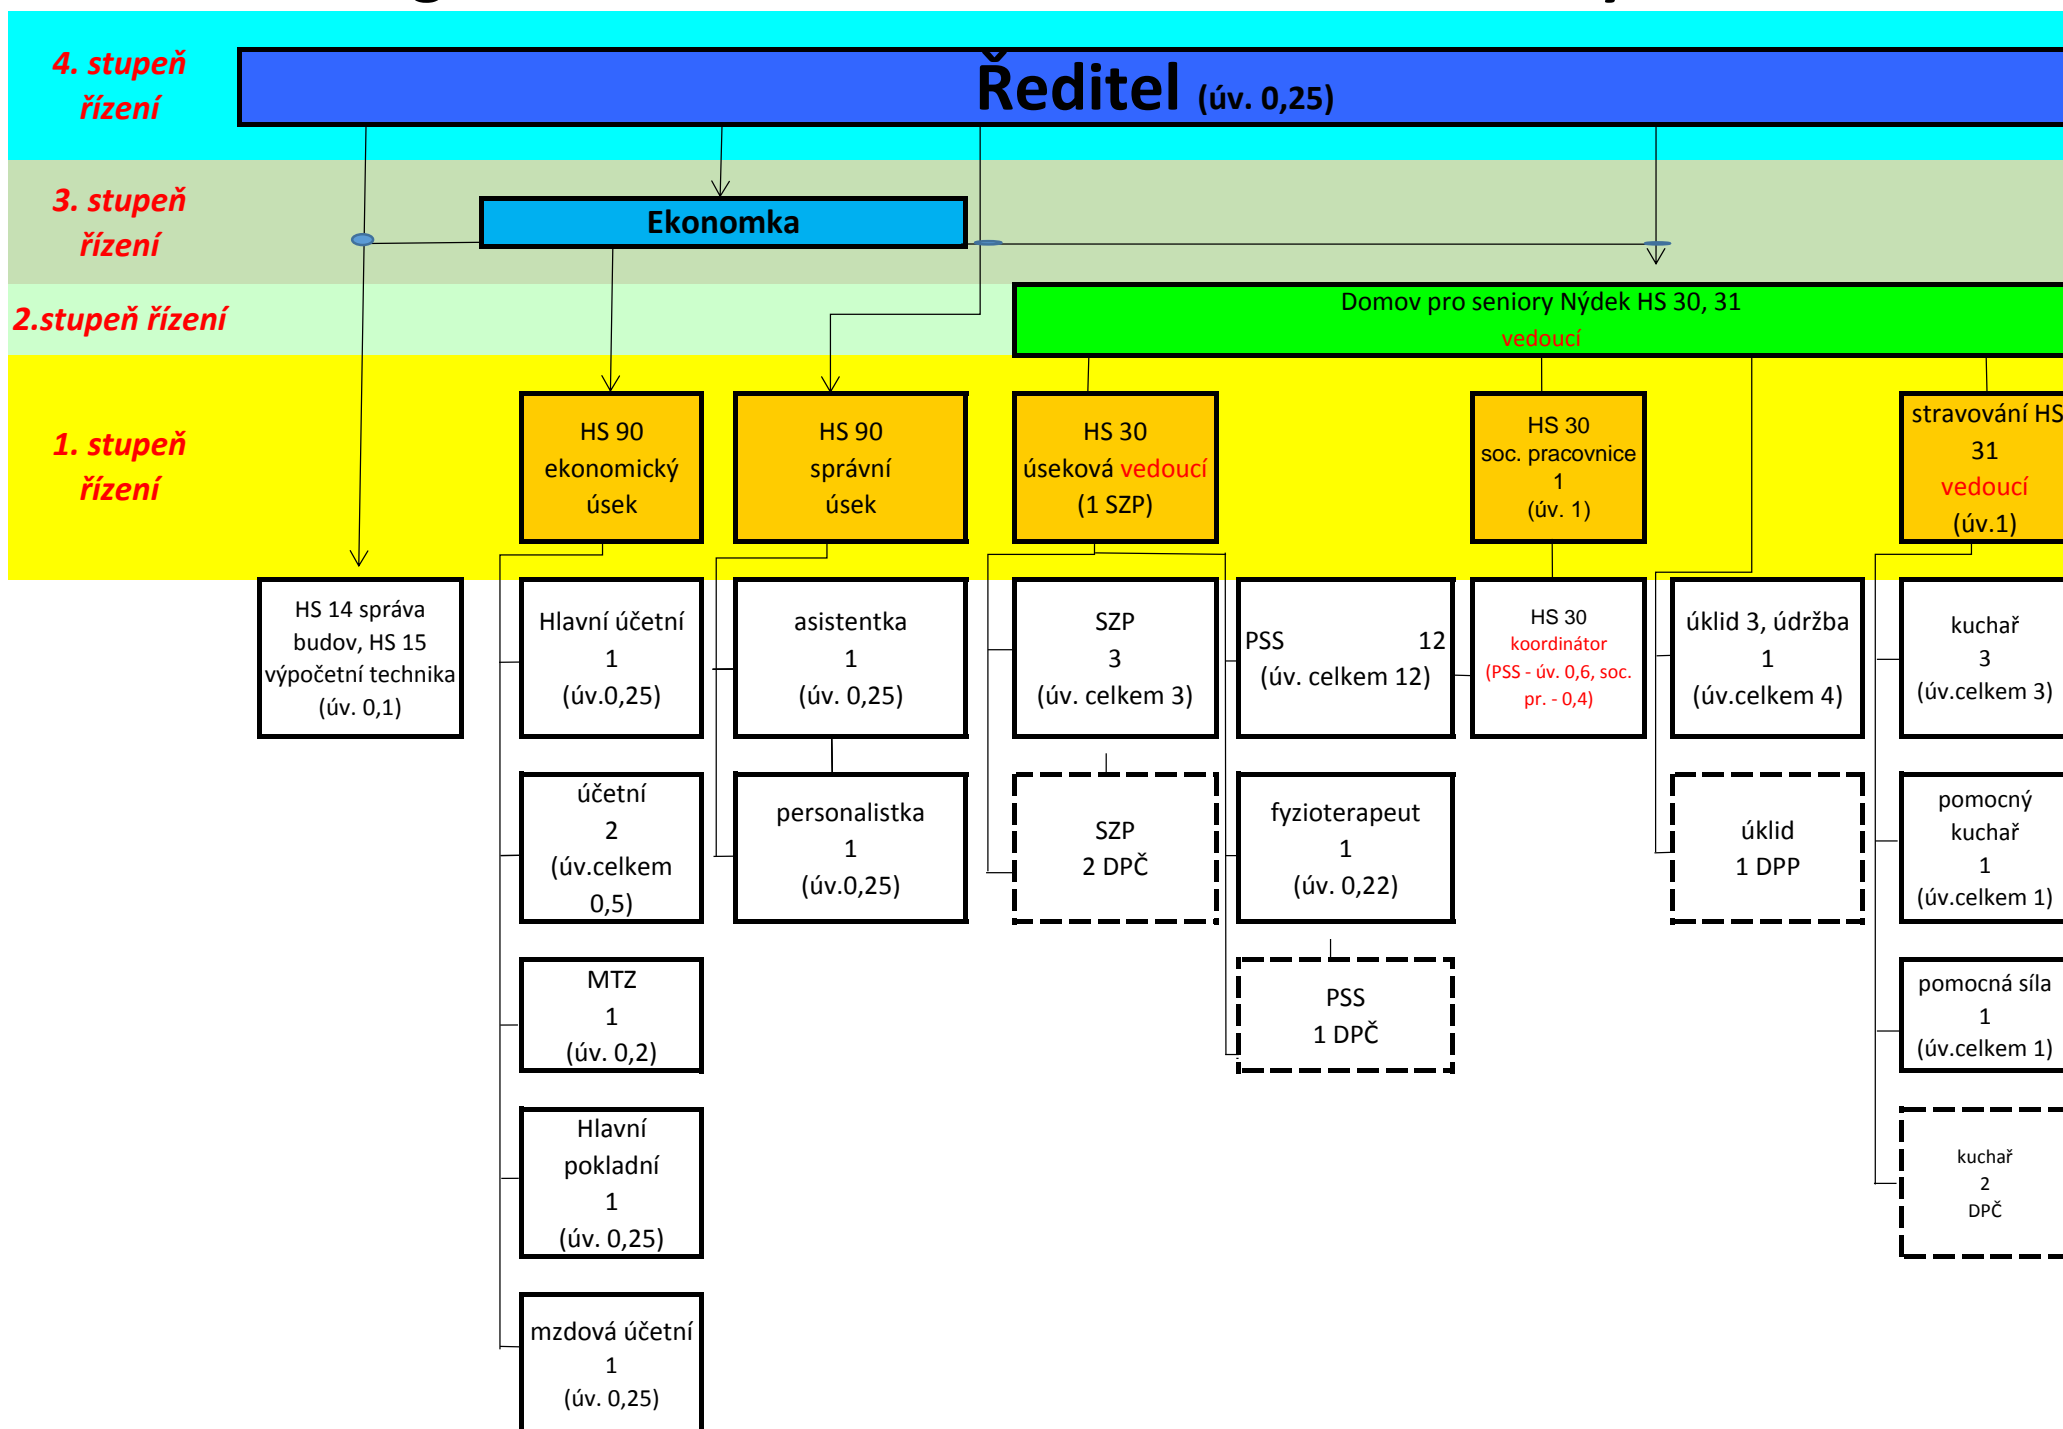 4. stupeň
řízení
Ředitel (úv. 0,25)
3. stupeň
řízení
Ekonomka
2.stupeň řízení
Domov pro seniory Nýdek HS 30, 31
vedoucí
1. stupeň
řízení
HS 90
ekonomický
úsek
HS 90
správní
úsek
HS 30
úseková vedoucí
(1 SZP)
HS 30
soc. pracovnice
1
(úv. 1)
stravování HS
31
vedoucí
(úv.1)
HS 14 správa
budov, HS 15
výpočetní technika
(úv. 0,1)
Hlavní účetní
1
(úv.0,25)
asistentka
1
(úv. 0,25)
SZP
3
(úv. celkem 3)
PSS 12
(úv. celkem 12)
HS 30
koordinátor
(PSS - úv. 0,6, soc.
pr. - 0,4)
úklid 3, údržba
1
(úv.celkem 4)
kuchař
3
(úv.celkem 3)
účetní
2
(úv.celkem
0,5)
personalistka
1
(úv.0,25)
SZP
2 DPČ
fyzioterapeut
1
(úv. 0,22)
úklid
1 DPP
pomocný
kuchař
1
(úv.celkem 1)
MTZ
1
(úv. 0,2)
PSS
1 DPČ
pomocná síla
1
(úv.celkem 1)
Hlavní
pokladní
1
(úv. 0,25)
kuchař
2
DPČ
mzdová účetní
1
(úv. 0,25)